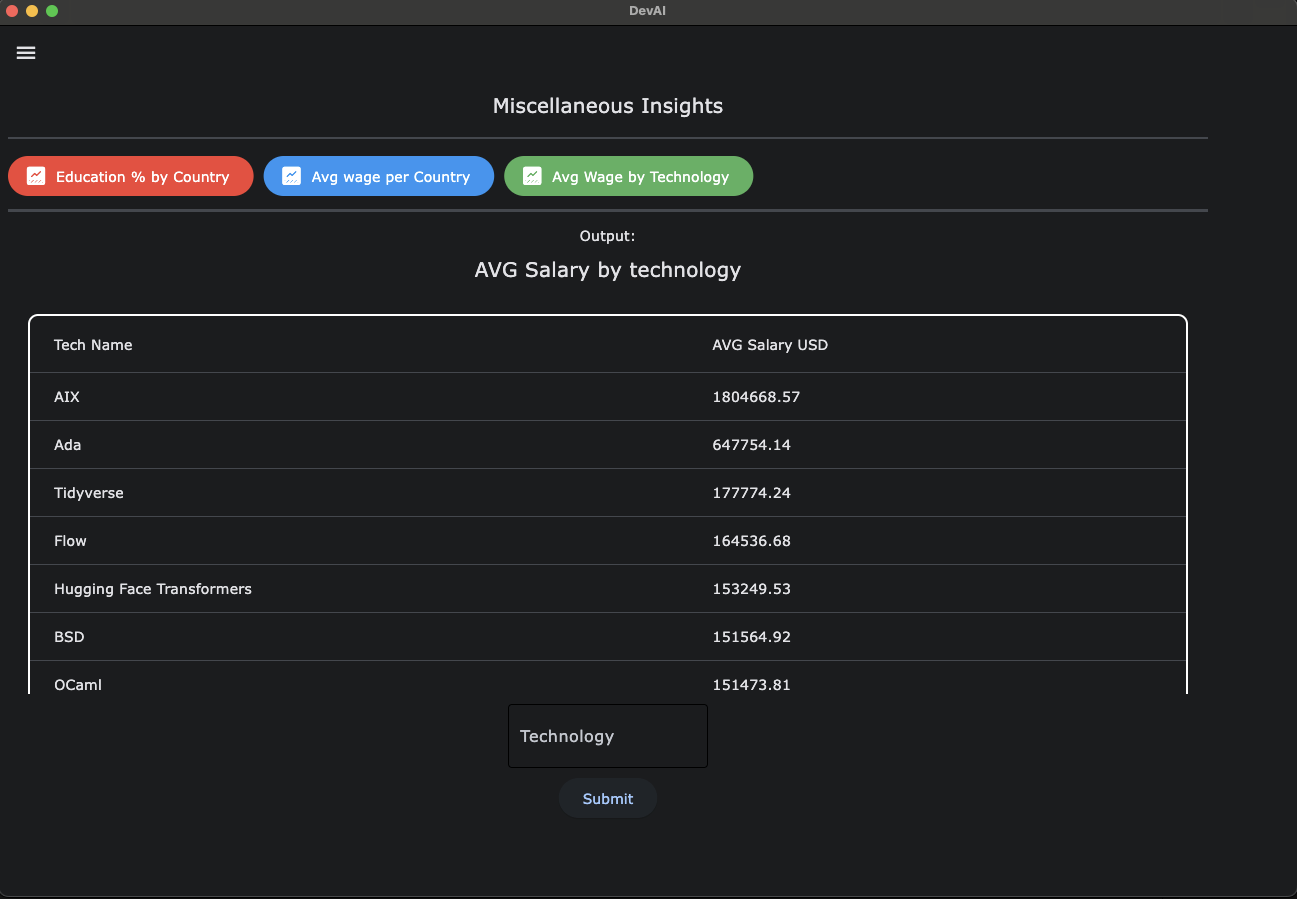 DevAI
Miscellaneous Insights
Education % by Country
Avg wage per Country
Avg Wage by Technology
Output:
AVG Salary by technology
Tech Name AVG Salary USD
AIX 1804668.57
Ada 647754.14
Tidyverse 177774.24
Flow 164536.68
Hugging Face Transformers 153249.53
BSD 151564.92
OCaml 151473.81
Technology
Submit